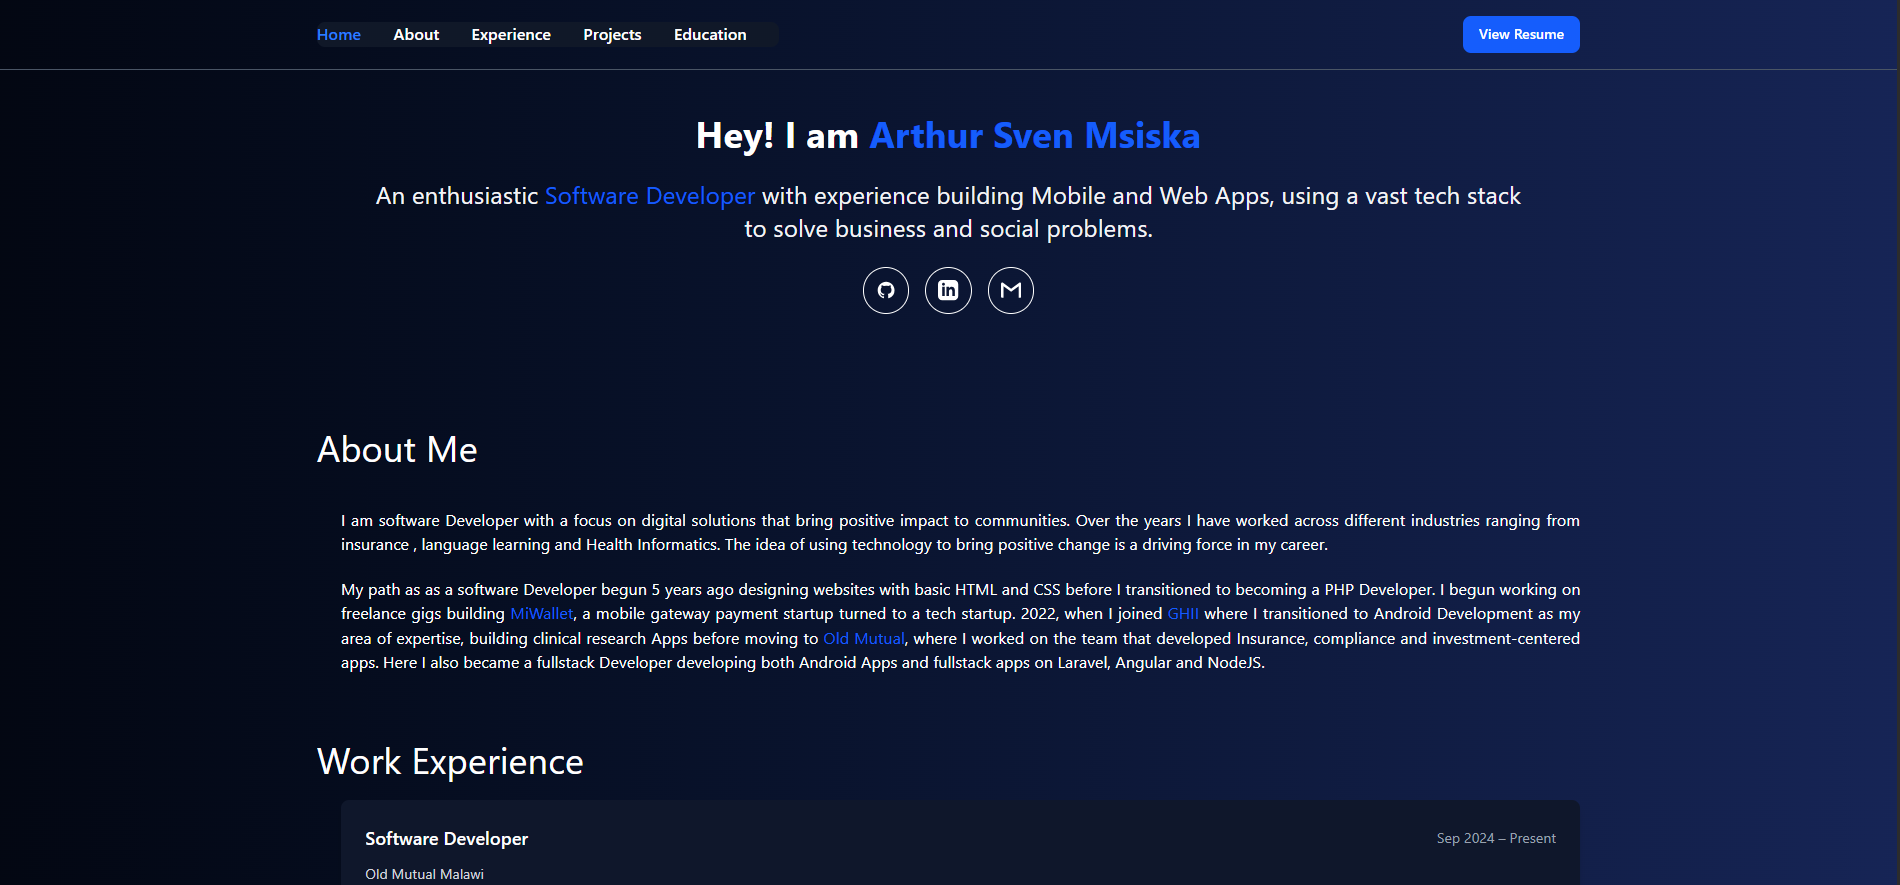 Home About Experience Projects Education View Resume
Hey! I am Arthur Sven Msiska
An enthusiastic Software Developer with experience building Mobile and Web Apps, using a vast tech stack
to solve business and social problems.
About Me
I am software Developer with a focus on digital solutions that bring positive impact to communities. Over the years I have worked across different industries ranging from
insurance , language learning and Health Informatics. The idea of using technology to bring positive change is a driving force in my career.
My path as as a software Developer begun 5 years ago designing websites with basic HTML and CSS before I transitioned to becoming a PHP Developer. I begun working on
freelance gigs building MiWallet, a mobile gateway payment startup turned to a tech startup. 2022, when I joined GHII where I transitioned to Android Development as my
area of expertise, building clinical research Apps before moving to Old Mutual, where I worked on the team that developed Insurance, compliance and investment-centered
apps. Here I also became a fullstack Developer developing both Android Apps and fullstack apps on Laravel, Angular and NodeJS.
Work Experience
Software Developer Sep 2024 – Present
Old Mutual Malawi